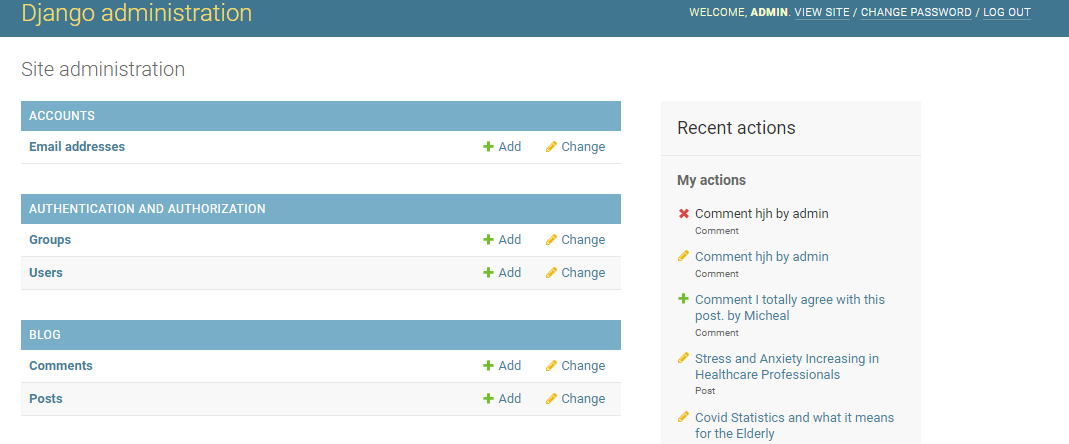 Django administration
WELCOME, ADMIN. VIEW SITE / CHANGE PASSWORD / LOG OUT
Site administration
ACCOUNTS
Email addresses Add Change
AUTHENTICATION AND AUTHORIZATION
Groups Add Change
Users Add Change
BLOG
Comments Add Change
Posts Add Change
Recent actions
My actions
Comment hjh by admin
Comment
Comment hjh by admin
Comment
Comment I totally agree with this
post. by Micheal
Comment
Stress and Anxiety Increasing in
Healthcare Professionals
Post
Covid Statistics and what it means
for the Elderly